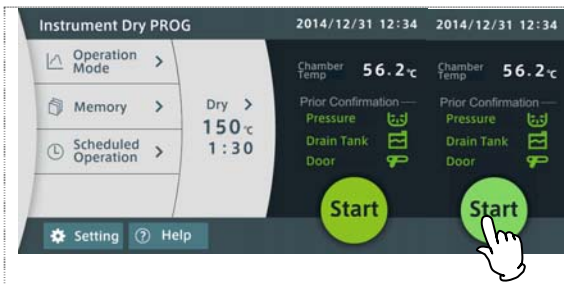 Instrument Dry PROG
2014/12/31 12:34
Operation
Mode
Memory
Scheduled
Operation
Dry
150℃
1:30
Chamber
Temp
56.2℃
Prior Confirmation
Pressure
Drain Tank
Door
Start
Setting
Help
2014/12/31 12:34
Chamber
Temp
56.2℃
Prior Confirmation
Pressure
Drain Tank
Door
Start